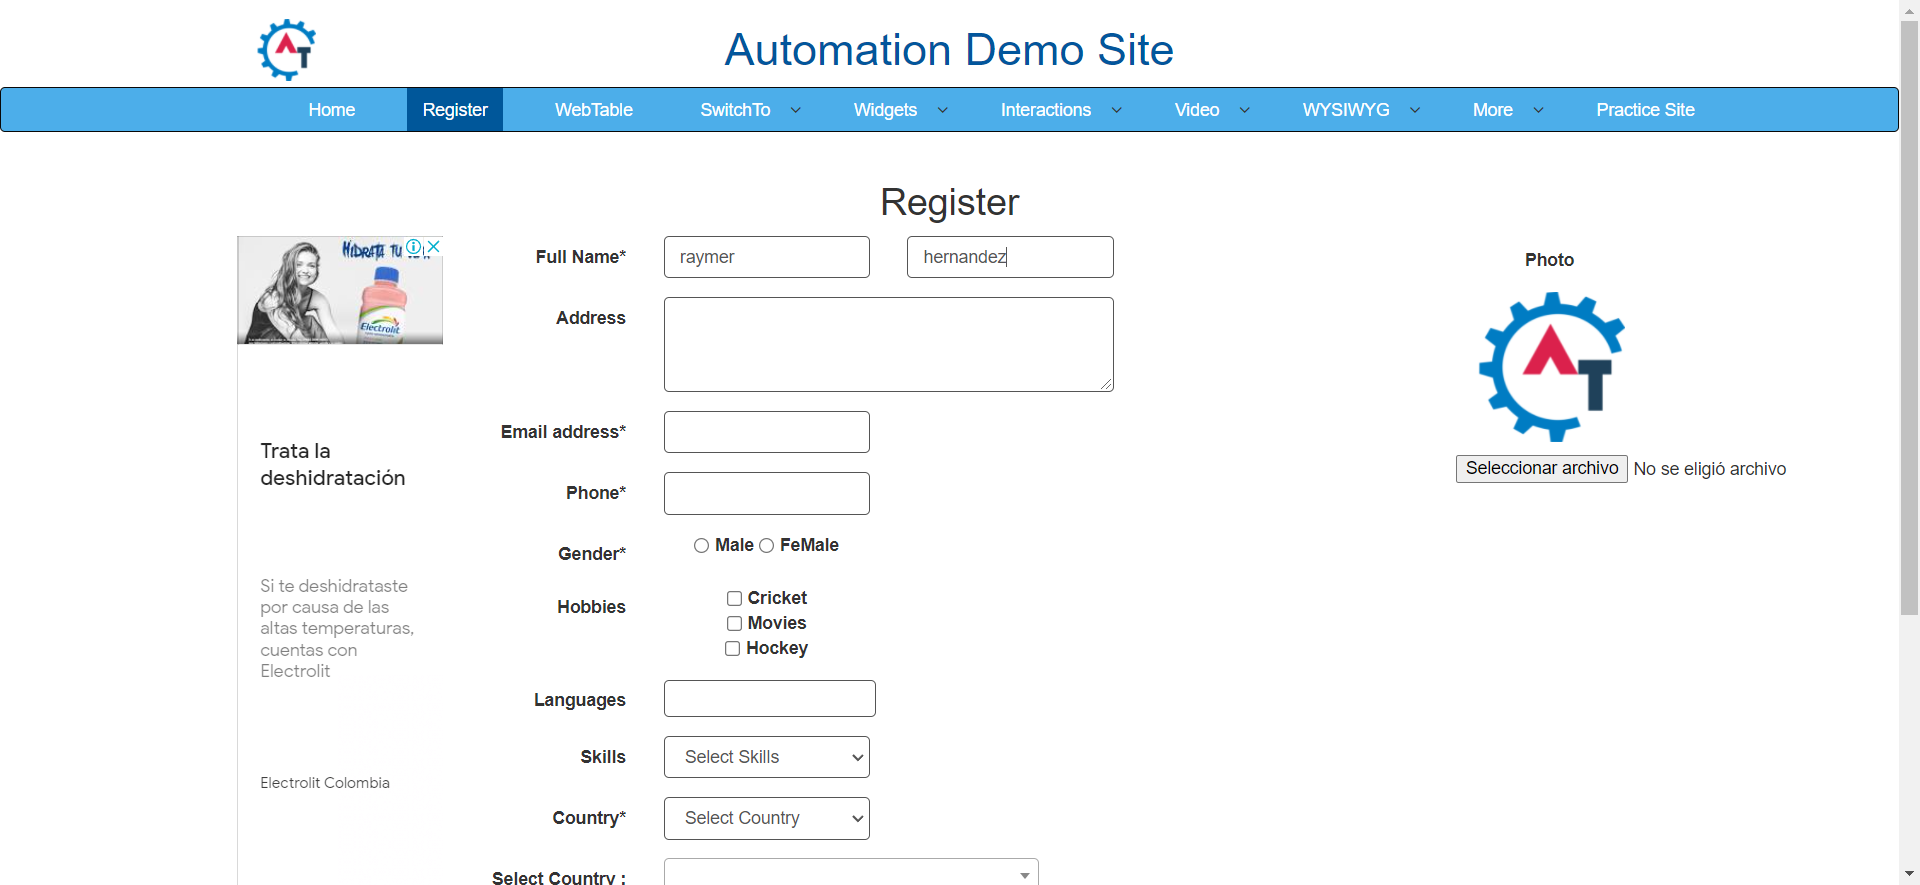 Automation Demo Site
Home Register WebTable SwitchTo Widgets Interactions Video WYSIWYG More Practice Site
Register
HIDRATA TU
Electrolit
Trata la
deshidratación
Si te deshidrataste
por causa de las
altas temperaturas,
cuentas con
Electrolit
Electrolit Colombia
Full Name* raymer hernandez
Address
Email address*
Phone*
Gender* Male FeMale
Hobbies Cricket
Movies
Hockey
Languages
Skills Select Skills
Country* Select Country
Select Country :
Photo
AT
Seleccionar archivo No se eligió archivo